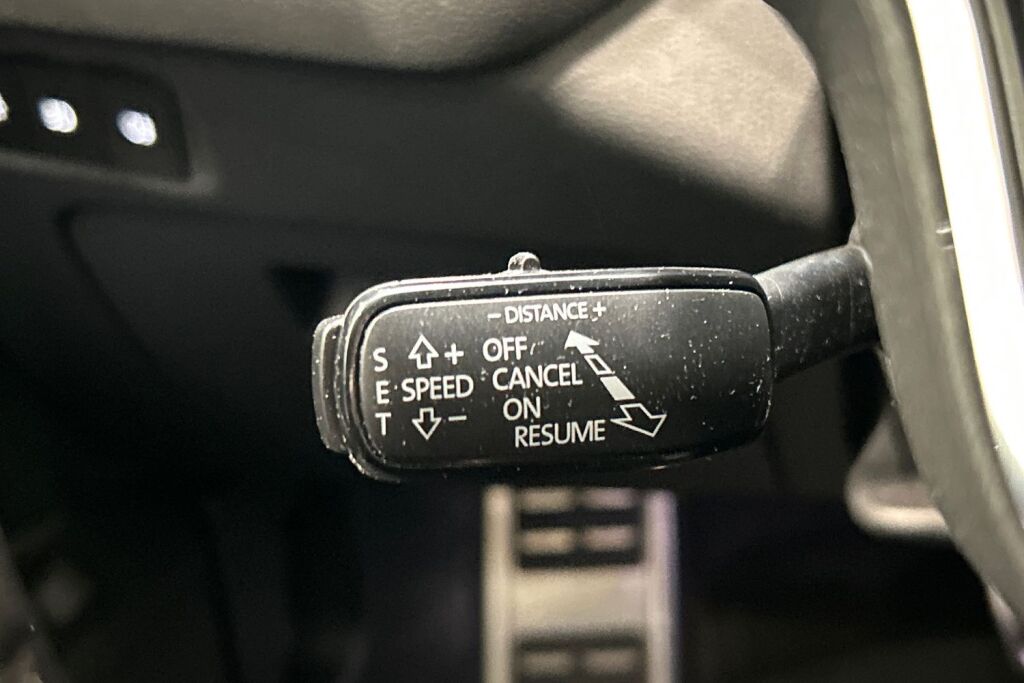 - DISTANCE +
S
E
T
+
SPEED
-
OFF
CANCEL
ON
RESUME